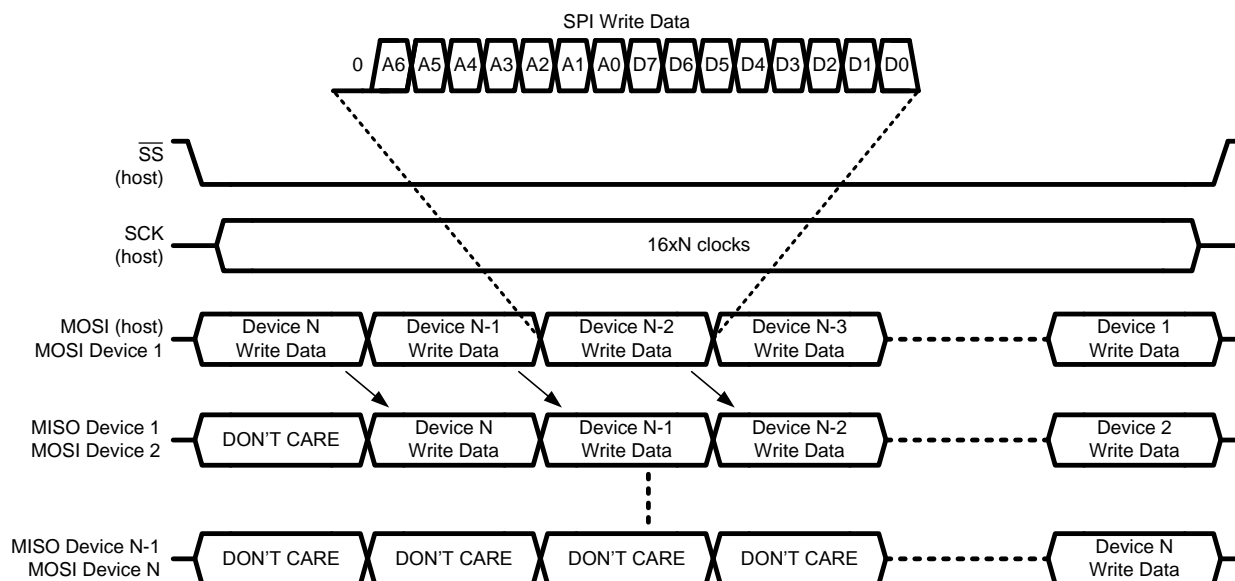 SPI Write Data
0 A6 A5 A4 A3 A2 A1 A0 D7 D6 D5 D4 D3 D2 D1 D0
SS
(host)
SCK
(host)
16xN clocks
MOSI (host)
MOSI Device 1
Device N
Write Data
Device N-1
Write Data
Device N-2
Write Data
Device N-3
Write Data
Device 1
Write Data
MISO Device 1
MOSI Device 2
DON'T CARE
Device N
Write Data
Device N-1
Write Data
Device N-2
Write Data
Device 2
Write Data
MISO Device N-1
MOSI Device N
DON'T CARE
DON'T CARE
DON'T CARE
DON'T CARE
Device N
Write Data